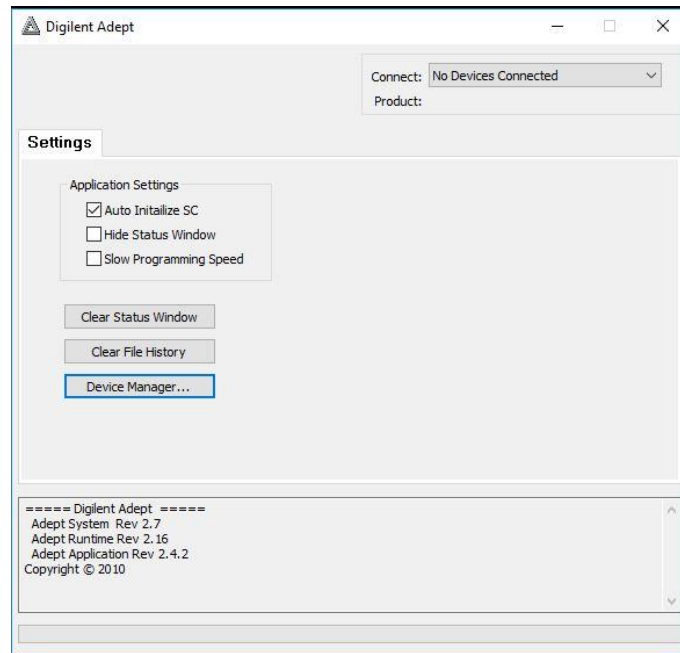 Digilent Adept
Connect: No Devices Connected
Product:
Settings
Application Settings
Auto Initailize SC
Hide Status Window
Slow Programming Speed
Clear Status Window
Clear File History
Device Manager...
===== Digilent Adept =====
Adept System Rev 2.7
Adept Runtime Rev 2.16
Adept Application Rev 2.4.2
Copyright © 2010